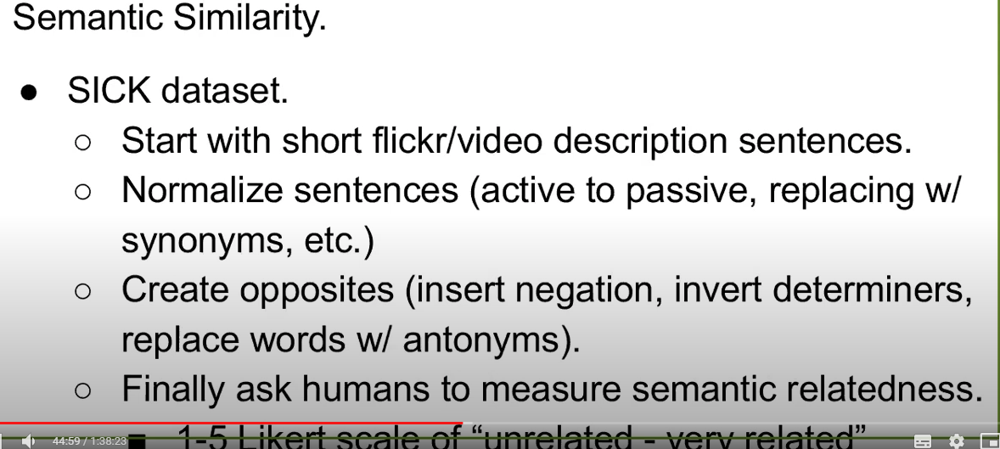 Semantic Similarity.
● SICK dataset.
○ Start with short flickr/video description sentences.
○ Normalize sentences (active to passive, replacing w/
synonyms, etc.)
○ Create opposites (insert negation, invert determiners,
replace words w/ antonyms).
○ Finally ask humans to measure semantic relatedness.
■ 1-5 Likert scale of “unrelated - very related”
44:59 / 1:38:23